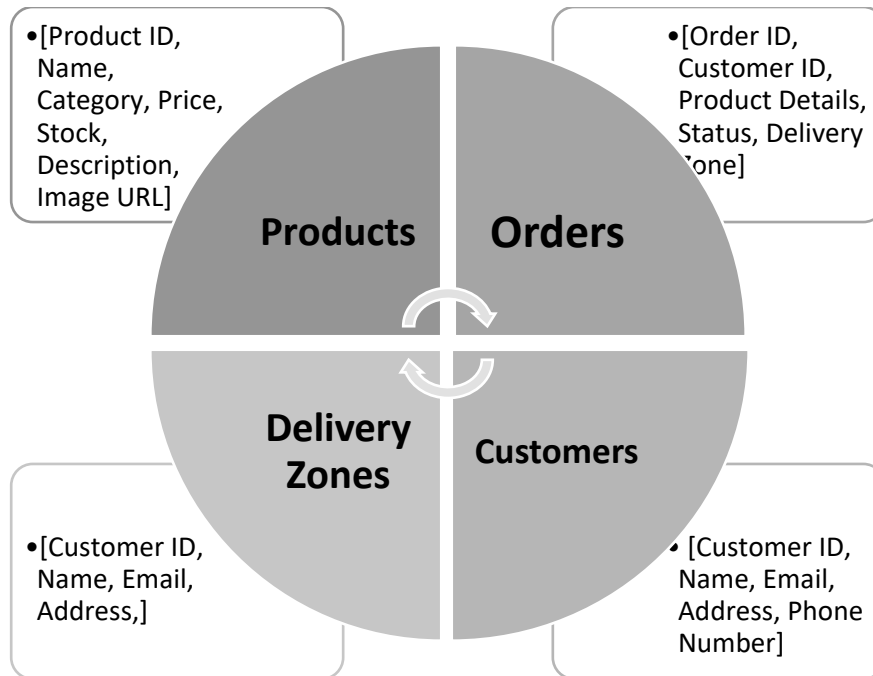 •[Product ID,
Name,
Category, Price,
Stock,
Description,
Image URL]
•[Order ID,
Customer ID,
Product Details,
Status, Delivery
Zone]
Products
Orders
Delivery
Zones
Customers
•[Customer ID,
Name, Email,
Address,]
• [Customer ID,
Name, Email,
Address, Phone
Number]